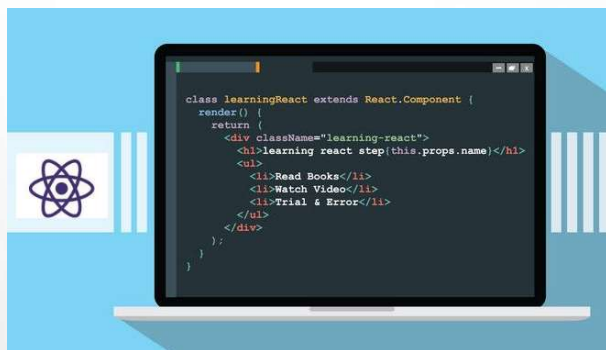 class learningReact extends React.Component {
render() {
return (
<div className="learning-react">
<h1>learning react step{this.props.name}</h1>
<ul>
<li>Read Books</li>
<li>Watch Video</li>
<li>Trial & Error</li>
</ul>
</div>
);
}
}